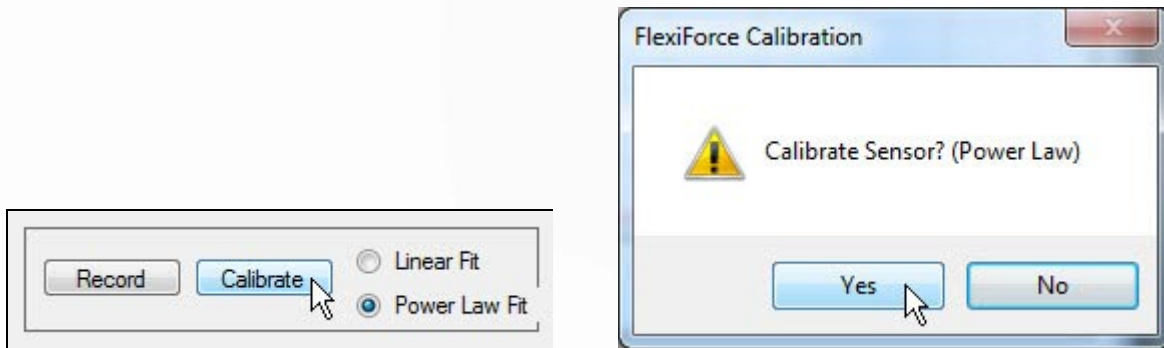 Record
Calibrate
Linear Fit
Power Law Fit
FlexiForce Calibration
Calibrate Sensor? (Power Law)
Yes
No